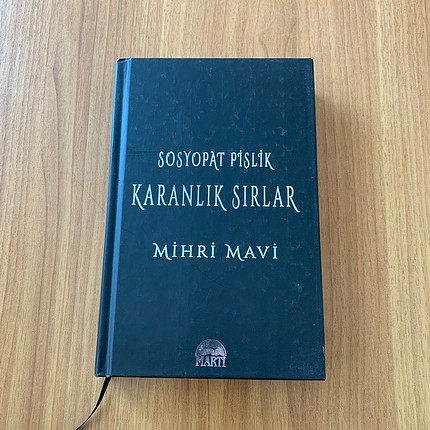 SOSYOPAT PİSLİK
KARANLIK SIRLAR
MİHRİ MAVİ
MARTI